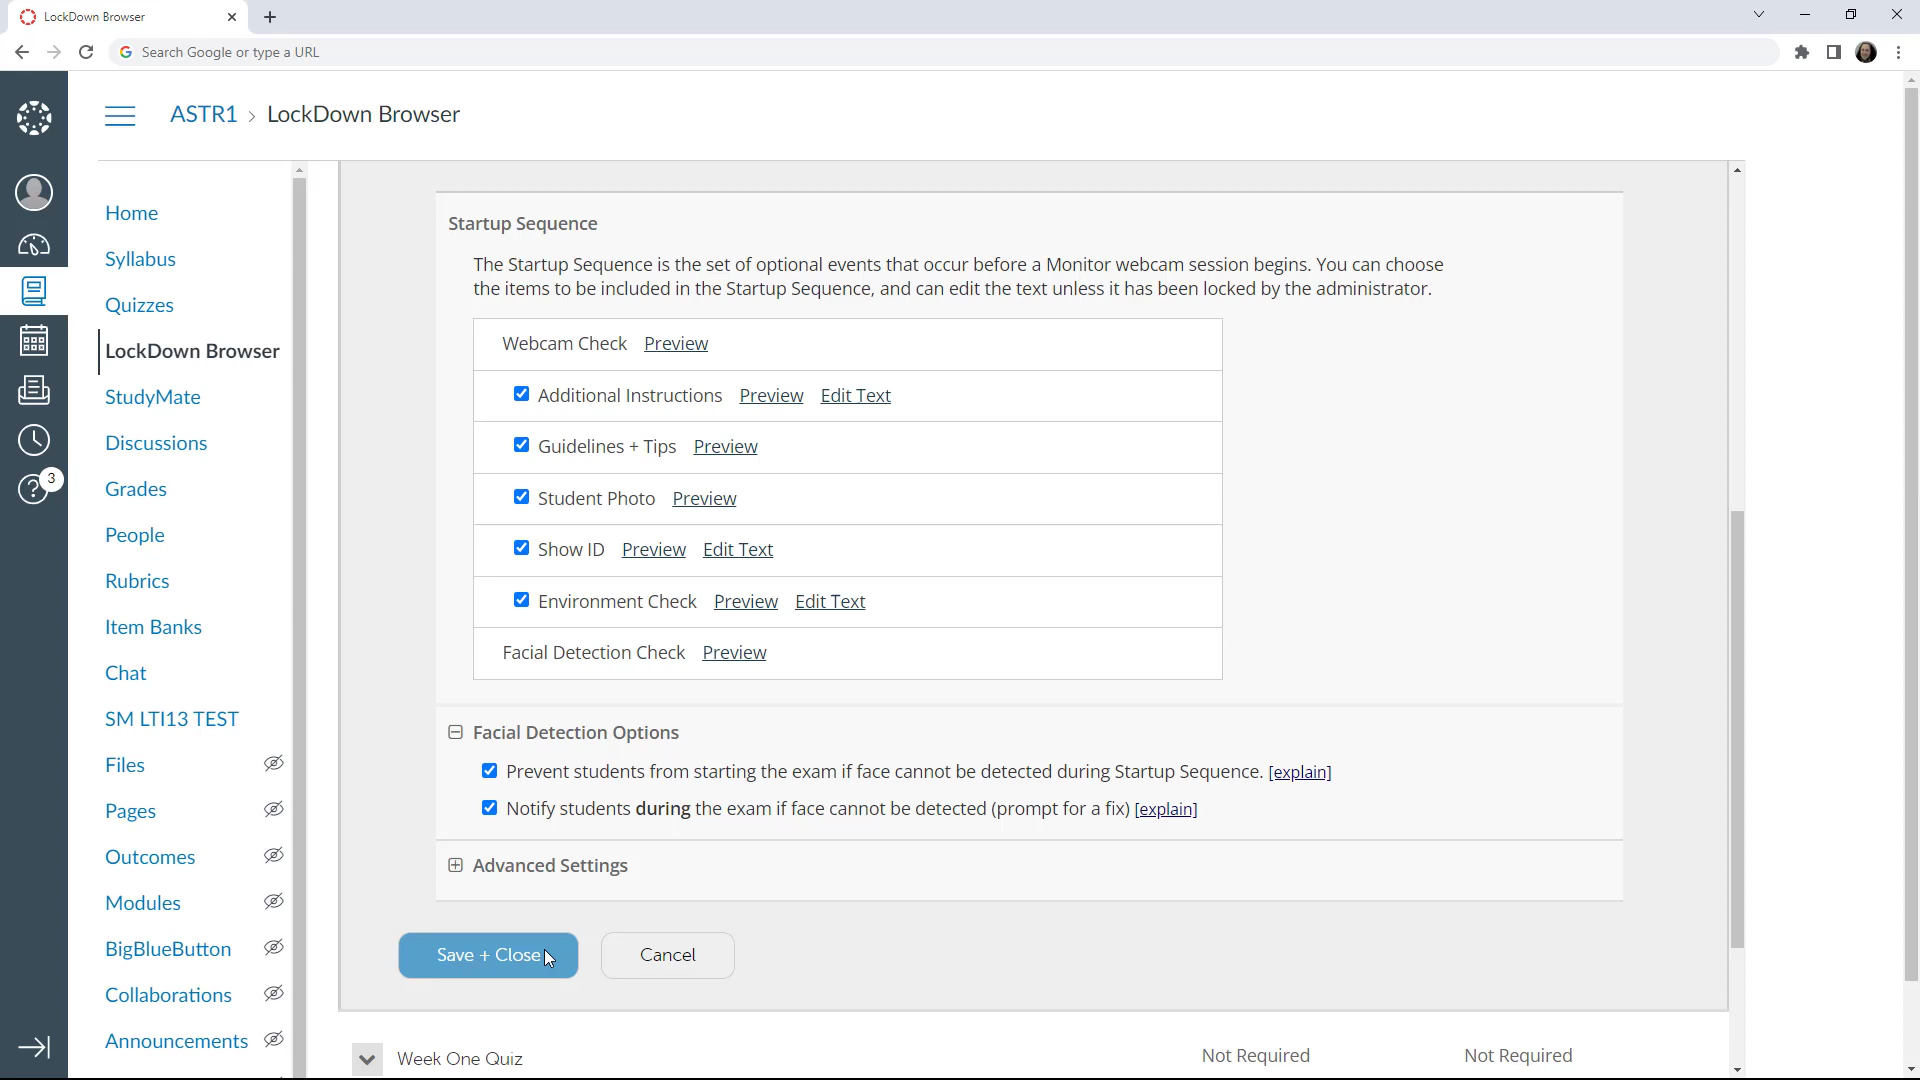 LockDown Browser
Search Google or type a URL
ASTR1 > LockDown Browser
3
Home
Syllabus
Quizzes
LockDown Browser
StudyMate
Discussions
Grades
People
Rubrics
Item Banks
Chat
SM LTI13 TEST
Files
Pages
Outcomes
Modules
BigBlueButton
Collaborations
Announcements
Startup Sequence
The Startup Sequence is the set of optional events that occur before a Monitor webcam session begins. You can choose
the items to be included in the Startup Sequence, and can edit the text unless it has been locked by the administrator.
Webcam Check Preview
Additional Instructions Preview Edit Text
Guidelines + Tips Preview
Student Photo Preview
Show ID Preview Edit Text
Environment Check Preview Edit Text
Facial Detection Check Preview
Facial Detection Options
Prevent students from starting the exam if face cannot be detected during Startup Sequence. [explain]
Notify students during the exam if face cannot be detected (prompt for a fix) [explain]
Advanced Settings
Save + Close Cancel
Week One Quiz Not Required Not Required